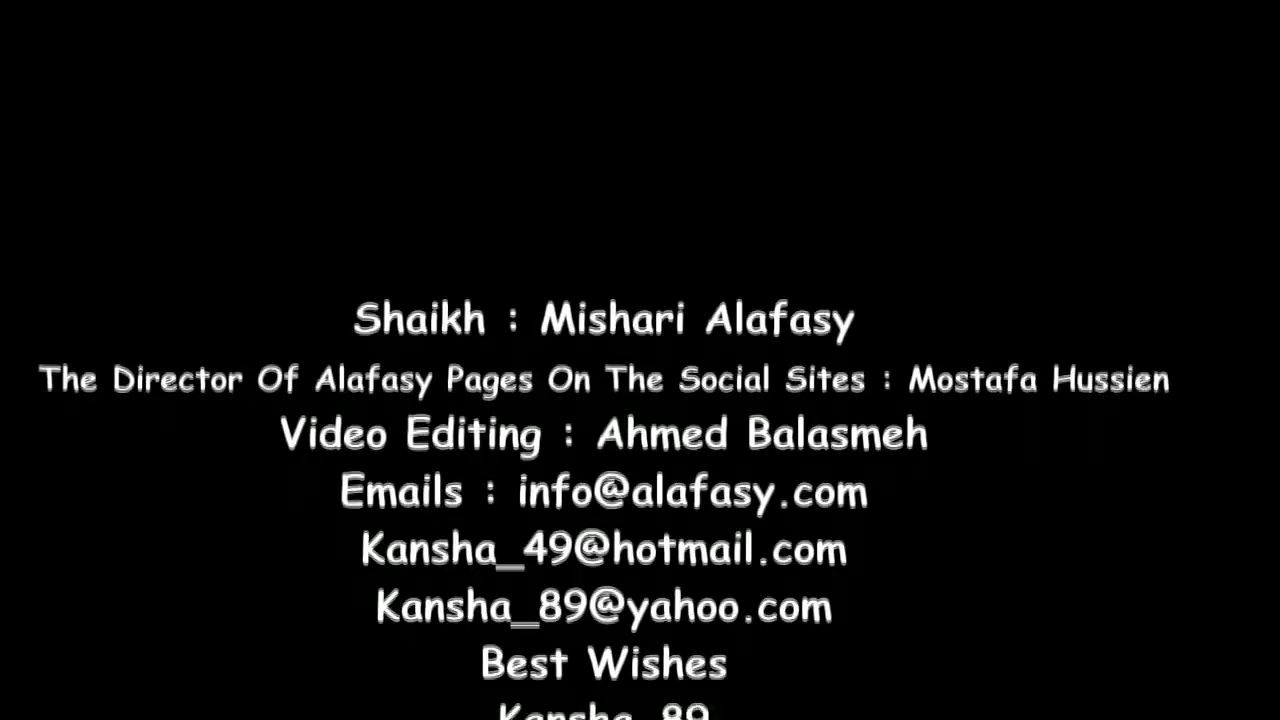 Shaikh : Mishari Alafasy
The Director Of Alafasy Pages On The Social Sites : Mostafa Hussien
Video Editing : Ahmed Balasmeh
Emails : info@alafasy.com
Kansha_49@hotmail.com
Kansha_89@yahoo.com
Best Wishes
Kansha_89